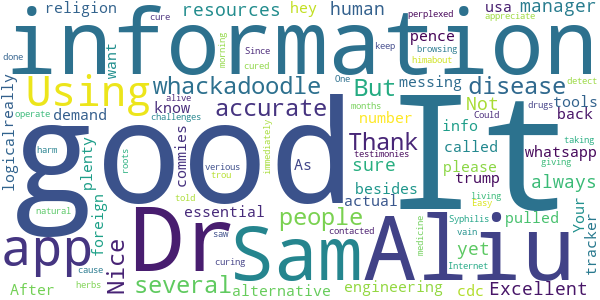 religion cure hey human usa manager
done resources perplexed appreciate
information
want pence
Since cured morning browsing himabout keep
Using whackadoodle But disease
One alive messing detect
logicalreally demand accurate know Not tools
months drugs back
operate challenges Could number
good It
plenty commies As Thank info
harm verious immediately testimonies sure called whatsapp
roots told trou actual please giving taking
essential besides trump always
Dr people yet living easy Your
app Nice foreign natural saw contacted Syphilis pulled tracker
Sam Aliu
cause curing medicine vain Internet
several alternative engineering cdc Excellent
After herbs